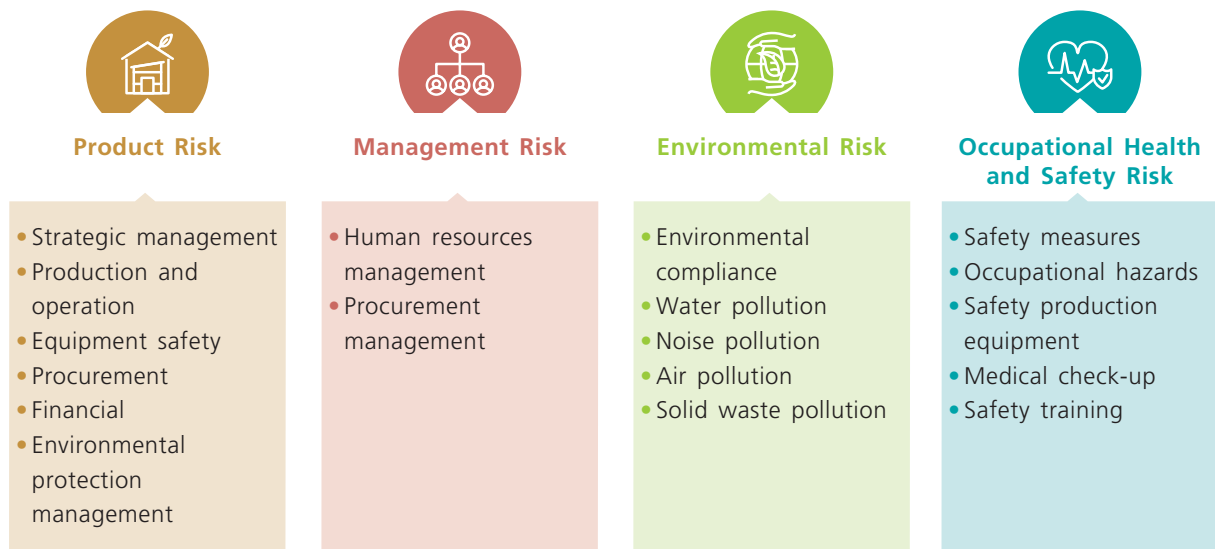 Product Risk
• Strategic management
• Production and
operation
• Equipment safety
• Procurement
• Financial
• Environmental
protection
management
Management Risk
• Human resources
management
• Procurement
management
Environmental Risk
• Environmental
compliance
• Water pollution
• Noise pollution
• Air pollution
• Solid waste pollution
Occupational Health
and Safety Risk
• Safety measures
• Occupational hazards
• Safety production
equipment
• Medical check-up
• Safety training